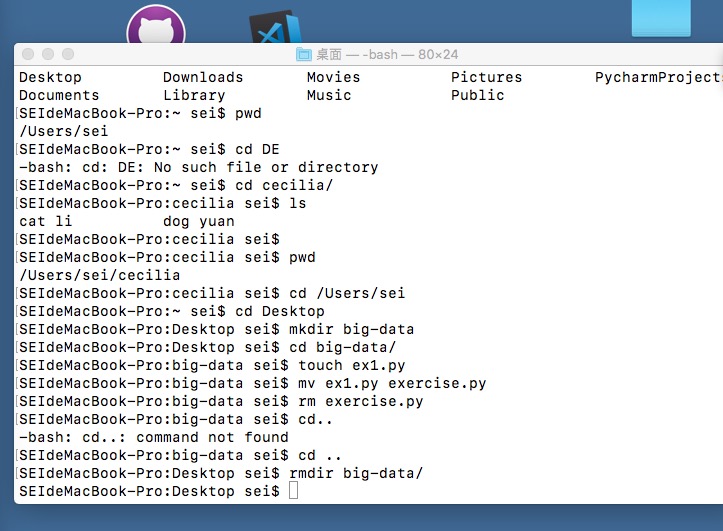 桌面 — -bash — 80×24
Desktop Downloads Movies Pictures PycharmProjects
Documents Library Music Public
[SEIdeMacBook-Pro:~ sei$ pwd
/Users/sei
[SEIdeMacBook-Pro:~ sei$ cd DE
-bash: cd: DE: No such file or directory
[SEIdeMacBook-Pro:~ sei$ cd cecilia/
[SEIdeMacBook-Pro:cecilia sei$ ls
cat li dog yuan
[SEIdeMacBook-Pro:cecilia sei$
[SEIdeMacBook-Pro:cecilia sei$ pwd
/Users/sei/cecilia
[SEIdeMacBook-Pro:cecilia sei$ cd /Users/sei
[SEIdeMacBook-Pro:~ sei$ cd Desktop
[SEIdeMacBook-Pro:Desktop sei$ mkdir big-data
[SEIdeMacBook-Pro:Desktop sei$ cd big-data/
[SEIdeMacBook-Pro:big-data sei$ touch ex1.py
[SEIdeMacBook-Pro:big-data sei$ mv ex1.py exercise.py
[SEIdeMacBook-Pro:big-data sei$ rm exercise.py
[SEIdeMacBook-Pro:big-data sei$ cd..
-bash: cd..: command not found
[SEIdeMacBook-Pro:big-data sei$ cd ..
[SEIdeMacBook-Pro:Desktop sei$ rmdir big-data/
SEIdeMacBook-Pro:Desktop sei$